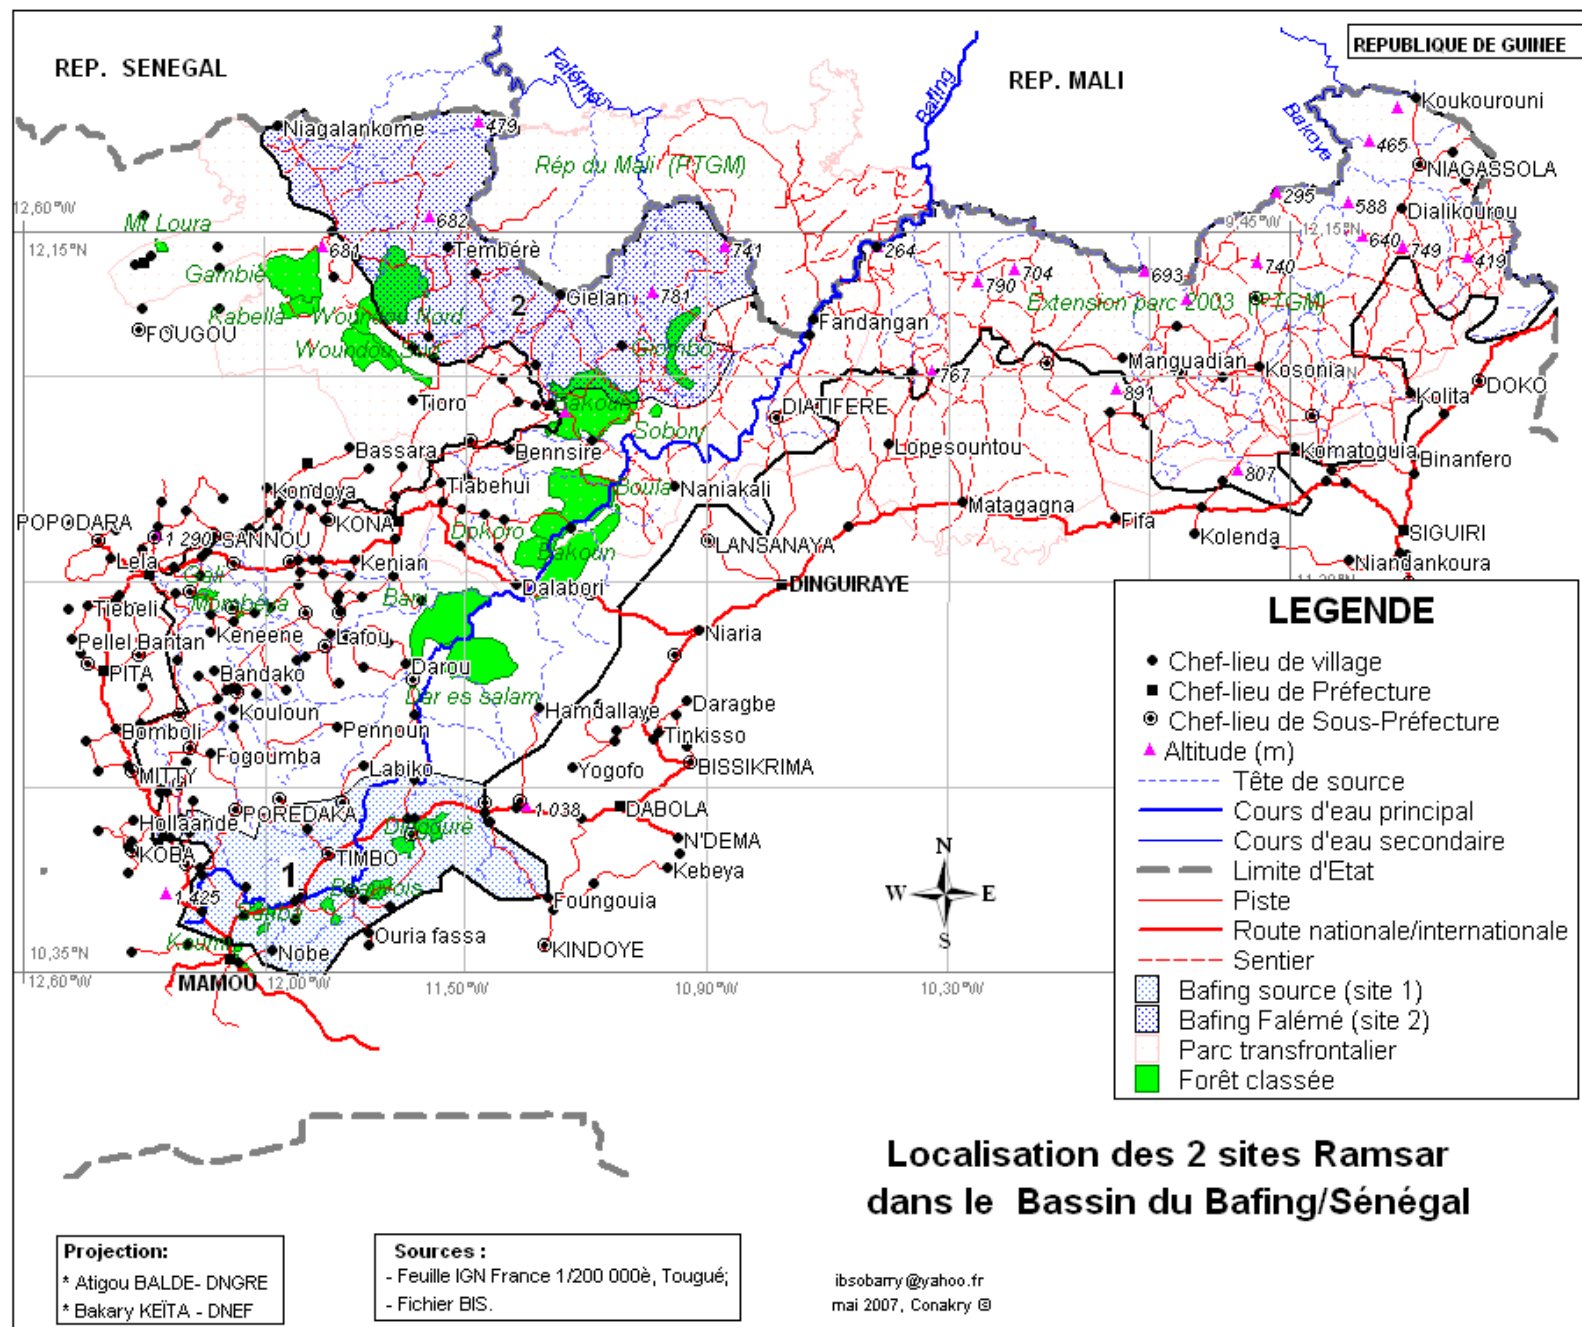 REPUBLIQUE DE GUINEE
REP. SENEGAL
REP. MALI
Falémé
Bafing
Bakoye
Koukourouni
Niagalankome
479
465
NIAGASSOLA
Rép du Mali (PTGM)
12,60°W
295
588
Dialikourou
Mt Loura
682
9,45 °W
12,15°N
12,15°N
681
Tembérè
741
264
640
749
419
Gambie
704
693
740
790
2
Gielan
781
Extension parc 2003 (PTGM)
Kabella
Woundou Nord
FOUGOU
Fandangan
Woundou Sud
Giombo
Manguadian
Kosonia
767
DOKO
891
Kolita
Tioro
Bakoun
DIATIFERE
Sobory
Bassara
Bennsire
Lopesountou
Komatoguia
Binanfero
807
Kondoya
Tiabehui
Boula
Naniakali
Matagagna
POPODARA
KONA
Dokoro
Fifa
SIGUIRI
1 290
SANNOU
Bakoun
LANSANAYA
Kolenda
Lela
Kenian
Niandankoura
Gali
Bani
Dalabori
DINGUIRAYE
Tiebeli
Mombéya
Keneene
Lafou
Niaria
Pellel Bantan
PITA
Bandako
Darou
Dar es salam
Kouloun
Hamdallaye
Daragbe
Bomboli
Pennoun
Tinkisso
Fogoumba
MITTY
Labiko
Yogofo
BISSIKRIMA
POREDAKA
1 038
DABOLA
Hollaande
N'DEMA
KOBA
TIMBO
Kebeya
1
1 425
Foungouia
Ouria fassa
Nobe
KINDOYE
10,35°N
MAMOU
12,60°W
12,00°W
11,50°W
10,90°W
10,30°W
LEGENDE
Chef-lieu de village
Chef-lieu de Préfecture
Chef-lieu de Sous-Préfecture
Altitude (m)
Tête de source
Cours d'eau principal
Cours d'eau secondaire
Limite d'Etat
Piste
Route nationale/internationale
Sentier
Bafing source (site 1)
Bafing Falémé (site 2)
Parc transfrontalier
Forêt classée
N
W
E
S
Localisation des 2 sites Ramsar
dans le Bassin du Bafing/Sénégal
Projection:
* Atigou BALDE- DNGRE
* Bakary KEÏTA - DNEF
Sources :
- Feuille IGN France 1/200 000è, Tougué;
- Fichier BIS.
ibsobarry@yahoo.fr
mai 2007, Conakry ©